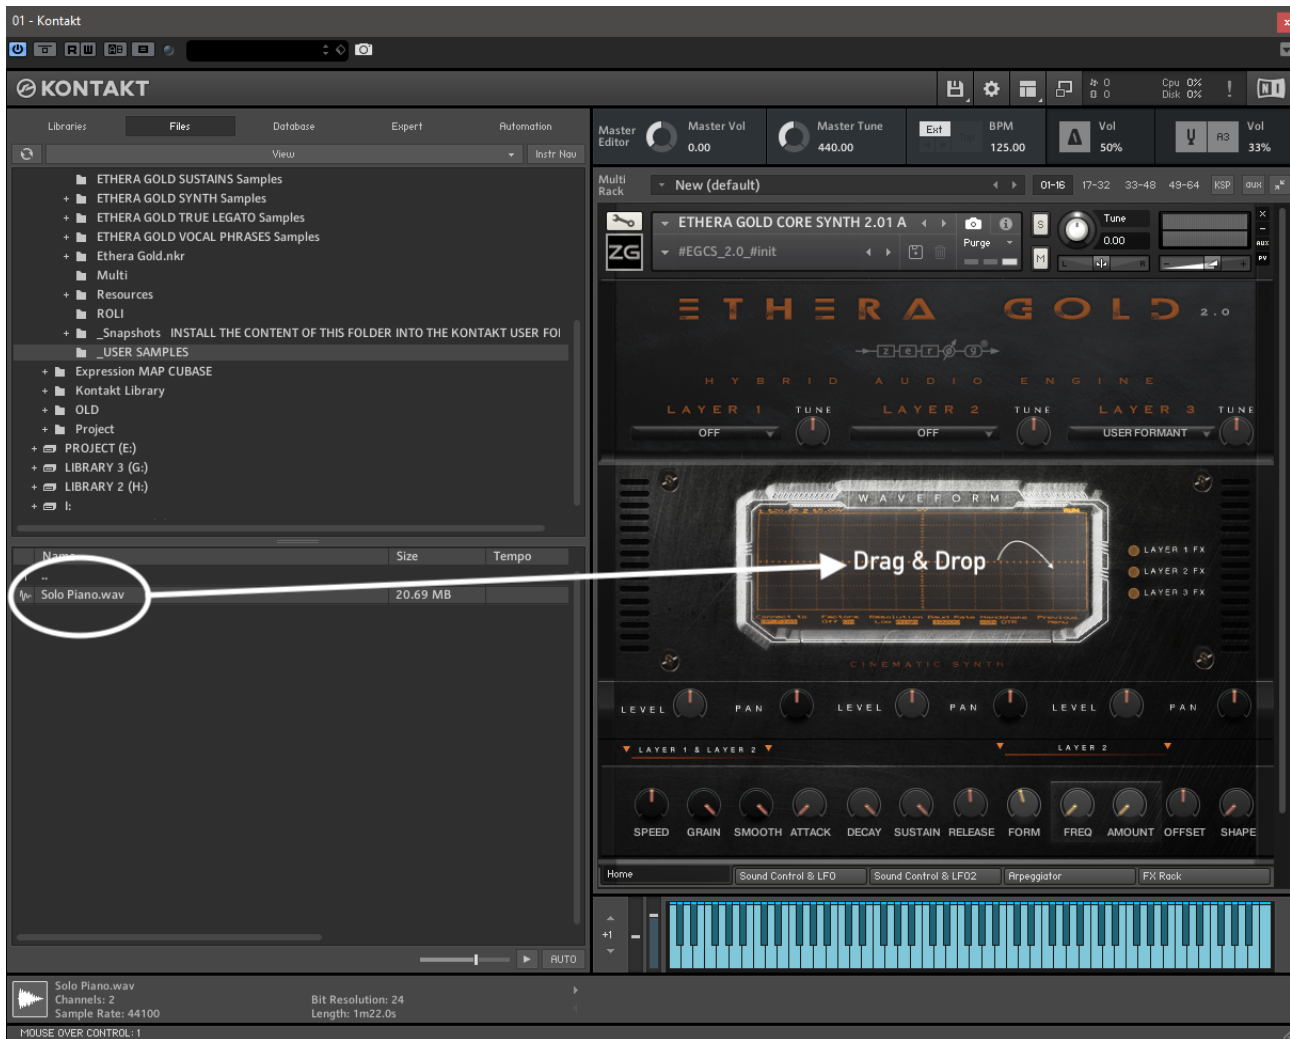 01 - Kontakt
KONTAKT
Cpu 0%
Disk 0%
Libraries Files Database Expert Automation
View
Instr Nav
Master Editor
Master Vol
0.00
Master Tune
440.00
Ext
BPM
125.00
Vol
50%
A3
Vol
33%
ETHERA GOLD SUSTAINS Samples
+ ETHERA GOLD SYNTH Samples
+ ETHERA GOLD TRUE LEGATO Samples
+ ETHERA GOLD VOCAL PHRASES Samples
+ Ethera Gold.nkr
Multi
+ Resources
ROLI
+ _Snapshots INSTALL THE CONTENT OF THIS FOLDER INTO THE KONTAKT USER FOI
_USER SAMPLES
+ Expression MAP CUBASE
+ Kontakt Library
+ OLD
+ Project
+ PROJECT (E:)
+ LIBRARY 3 (G:)
+ LIBRARY 2 (H:)
+ I:
Name Size Tempo
..
Solo Piano.wav 20.69 MB
AUTO
Multi Rack
New (default)
01-16 17-32 33-48 49-64 KSP aux
ETHERA GOLD CORE SYNTH 2.01 A
#EGCS_2.0_#init
ZG
Purge
S
M
Tune
0.00
L R
AUX
PV
ETHERA GOLD 2.0
zero-g
HYBRID AUDIO ENGINE
LAYER 1 TUNE LAYER 2 TUNE LAYER 3 TUNE
OFF OFF USER FORMANT
WAVEFORM
Drag & Drop
LAYER 1 FX
LAYER 2 FX
LAYER 3 FX
CINEMATIC SYNTH
LEVEL PAN LEVEL PAN LEVEL PAN
LAYER 1 & LAYER 2 LAYER 2
SPEED GRAIN SMOOTH ATTACK DECAY SUSTAIN RELEASE FORM FREQ AMOUNT OFFSET SHAPE
Home Sound Control & LFO Sound Control & LFO2 Arpeggiator FX Rack
+1
Solo Piano.wav
Channels: 2 Bit Resolution: 24
Sample Rate: 44100 Length: 1m22.0s
MOUSE OVER CONTROL: 1